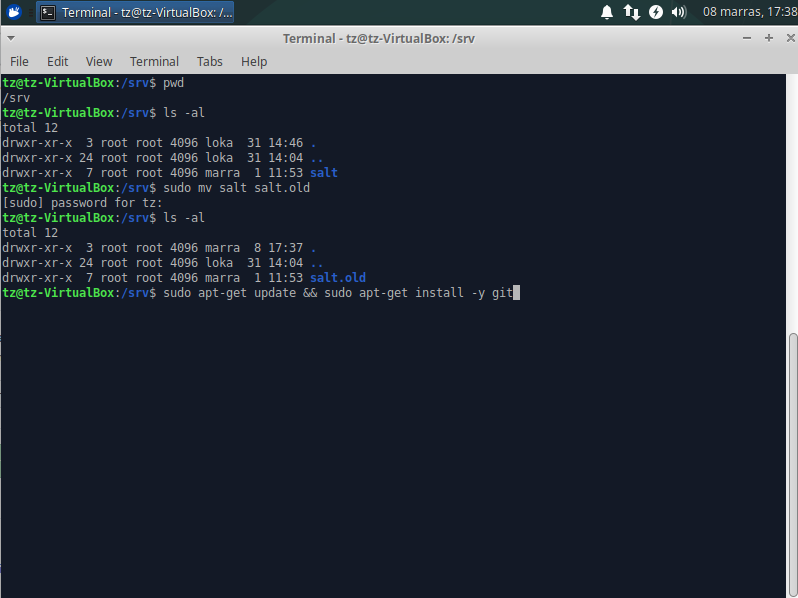 Terminal - tz@tz-VirtualBox: /...
08 marras, 17:38
Terminal - tz@tz-VirtualBox: /srv
File Edit View Terminal Tabs Help
tz@tz-VirtualBox:/srv$ pwd
/srv
tz@tz-VirtualBox:/srv$ ls -al
total 12
drwxr-xr-x  3 root root 4096 loka  31 14:46 .
drwxr-xr-x 24 root root 4096 loka  31 14:04 ..
drwxr-xr-x  7 root root 4096 marra  1 11:53 salt
tz@tz-VirtualBox:/srv$ sudo mv salt salt.old
[sudo] password for tz:
tz@tz-VirtualBox:/srv$ ls -al
total 12
drwxr-xr-x  3 root root 4096 marra  8 17:37 .
drwxr-xr-x 24 root root 4096 loka  31 14:04 ..
drwxr-xr-x  7 root root 4096 marra  1 11:53 salt.old
tz@tz-VirtualBox:/srv$ sudo apt-get update && sudo apt-get install -y git